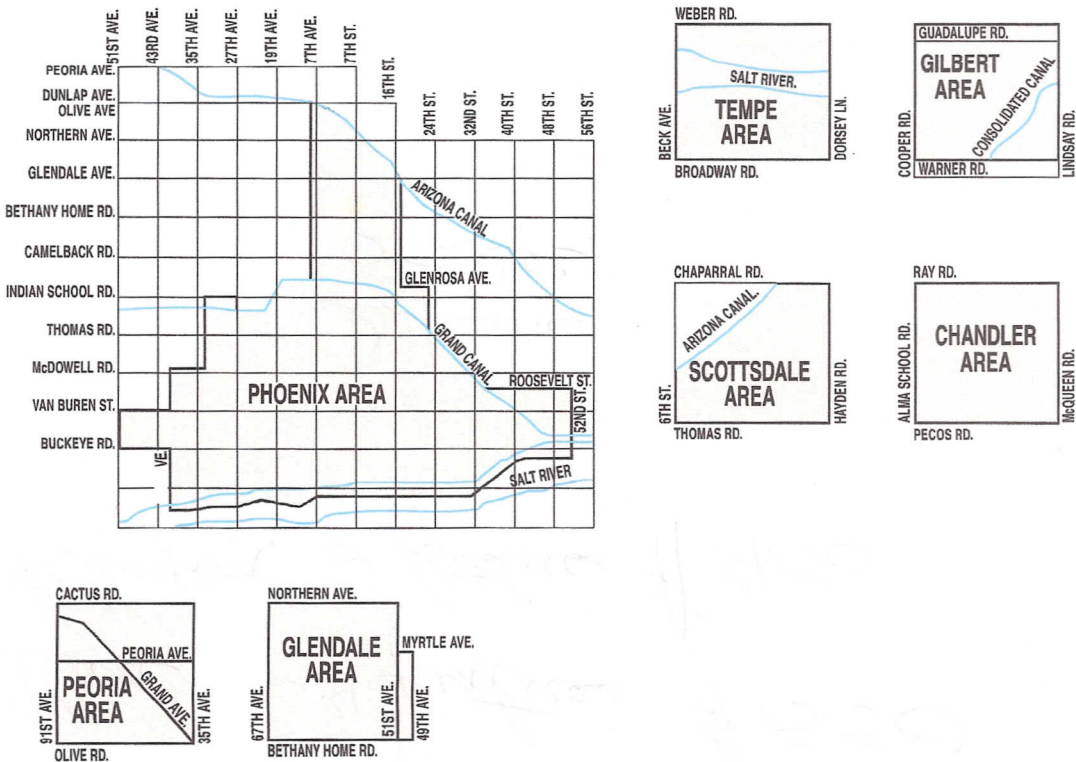 51ST AVE.
43RD AVE.
35TH AVE.
27TH AVE.
19TH AVE.
7TH AVE.
7TH ST.
16TH ST.
24TH ST.
32ND ST.
40TH ST.
48TH ST.
56TH ST.
PEORIA AVE.
DUNLAP AVE.
OLIVE AVE
NORTHERN AVE.
GLENDALE AVE.
BETHANY HOME RD.
CAMELBACK RD.
INDIAN SCHOOL RD.
THOMAS RD.
McDOWELL RD.
VAN BUREN ST.
BUCKEYE RD.
VE.
ARIZONA CANAL
GLENROSA AVE.
GRAND CANAL
ROOSEVELT ST.
52ND ST.
PHOENIX AREA
SALT RIVER
WEBER RD.
SALT RIVER.
TEMPE
AREA
BECK AVE.
DORSEY LN.
BROADWAY RD.
GUADALUPE RD.
GILBERT
AREA
CONSOLIDATED CANAL
COOPER RD.
LINDSAY RD.
WARNER RD.
CHAPARRAL RD.
ARIZONA CANAL.
SCOTTSDALE
AREA
6TH ST.
HAYDEN RD.
THOMAS RD.
RAY RD.
CHANDLER
AREA
ALMA SCHOOL RD.
McQUEEN RD.
PECOS RD.
CACTUS RD.
PEORIA AVE.
PEORIA
AREA
GRAND AVE.
91ST AVE.
35TH AVE.
OLIVE RD.
NORTHERN AVE.
GLENDALE
AREA
MYRTLE AVE.
67TH AVE.
51ST AVE.
49TH AVE.
BETHANY HOME RD.